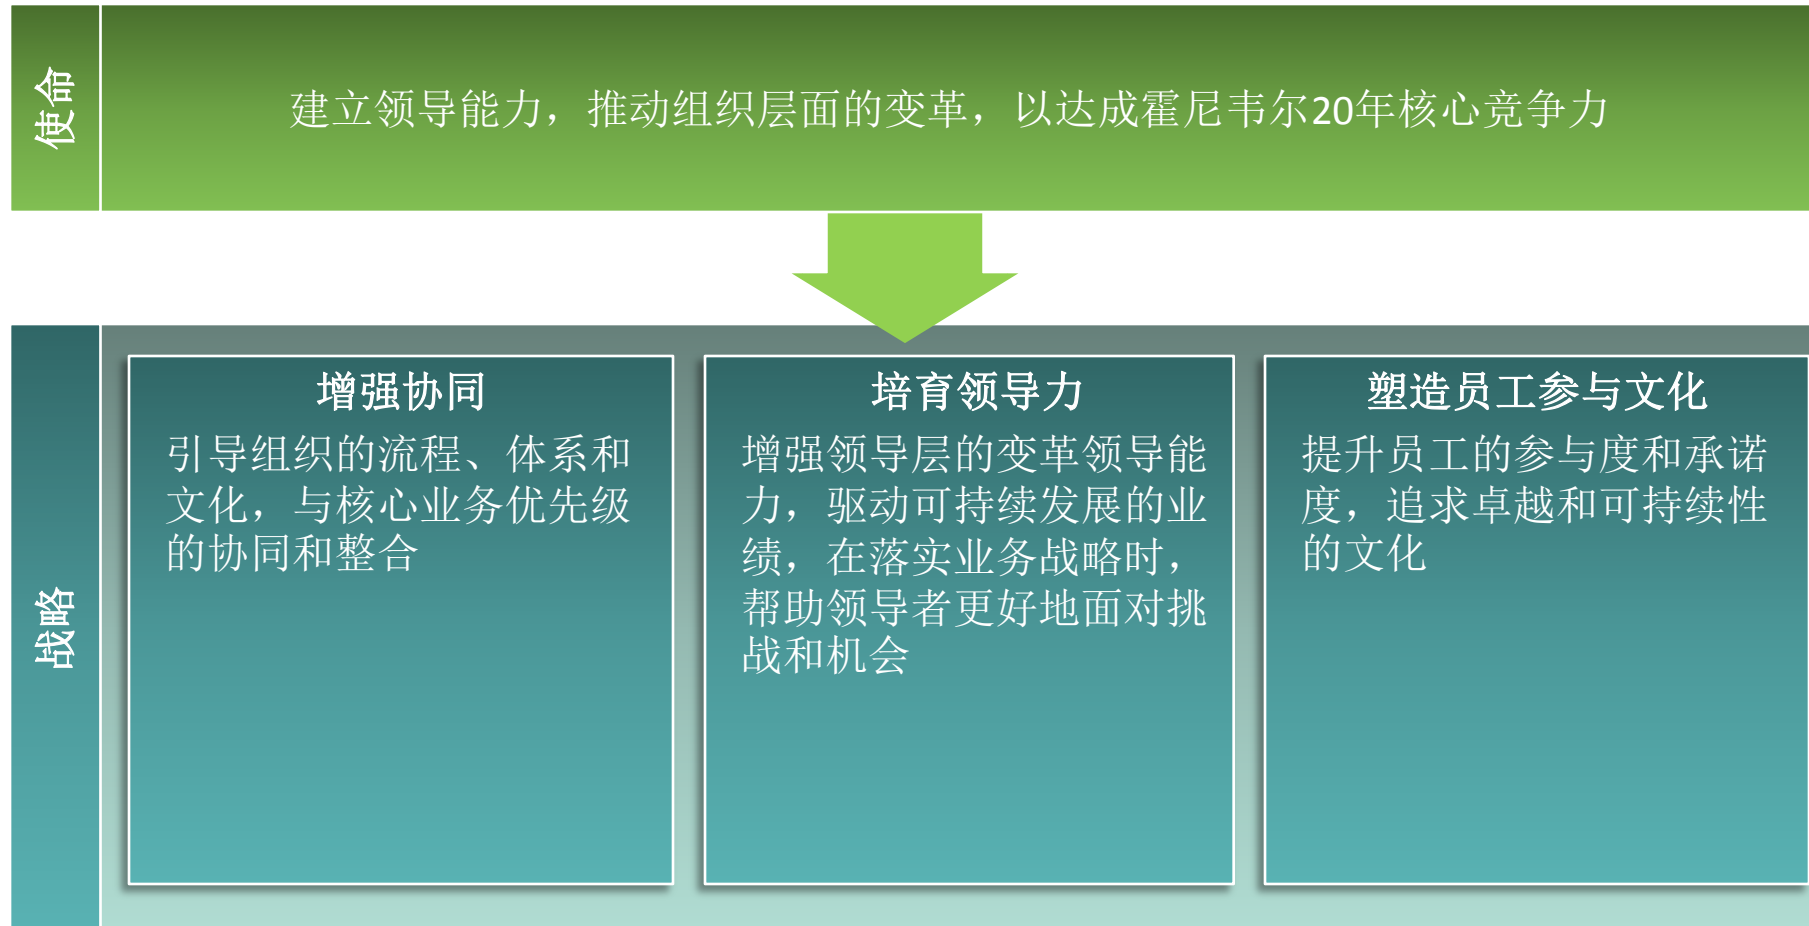 使命
建立领导能力，推动组织层面的变革，以达成霍尼韦尔20年核心竞争力
战略
增强协同
引导组织的流程、体系和
文化，与核心业务优先级
的协同和整合
培育领导力
增强领导层的变革领导能
力，驱动可持续发展的业
绩，在落实业务战略时，
帮助领导者更好地面对挑
战和机会
塑造员工参与文化
提升员工的参与度和承诺
度，追求卓越和可持续性
的文化